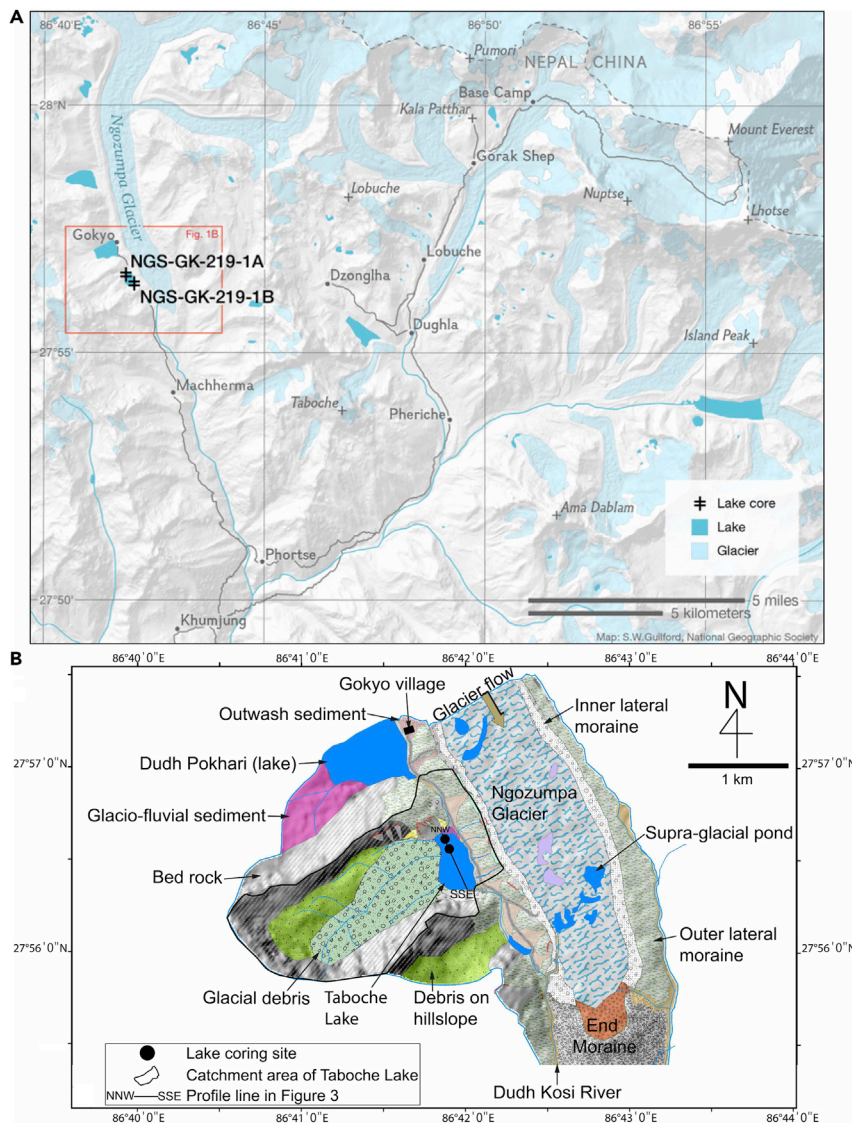 A
86°40'E
86°50'
86°55'
Pumori
NEPAL
CHINA
Base Camp
Kala Patthar
28°N
Mount Everest
Ngozumpa Glacier
Gorak Shep
Lobuche
Nuptse
Lhotse
Fig. 1B
Gokyo
NGS-GK-219-1A
Lobuche
Dzonglha
NGS-GK-219-1B
Dughla
Island Peak
27°55'
Machherma
Taboche
Pheriche
Ama Dablam
Lake core
Lake
Glacier
Phortse
27°50'
5 miles
5 kilometers
Khumjung
86°45'
Map: S.W.Guilford, National Geographic Society
B
86°40'0"E
86°41'0"E
86°42'0"E
86°43'0"E
86°44'0"E
Gokyo village
Glacier flow
N
Outwash sediment
Inner lateral
moraine
Dudh Pokhari (lake)
27°57'0"N
27°57'0"N
1 km
Ngozumpa
Glacier
Glacio-fluvial sediment
NNW
Supra-glacial pond
Bed rock
SSE
27°56'0"N
27°56'0"N
Outer lateral
moraine
Glacial debris
Taboche
Lake
Debris on
hillslope
End
Moraine
Lake coring site
Catchment area of Taboche Lake
NNW SSE Profile line in Figure 3
Dudh Kosi River
86°40'0"E
86°41'0"E
86°42'0"E
86°43'0"E
86°44'0"E